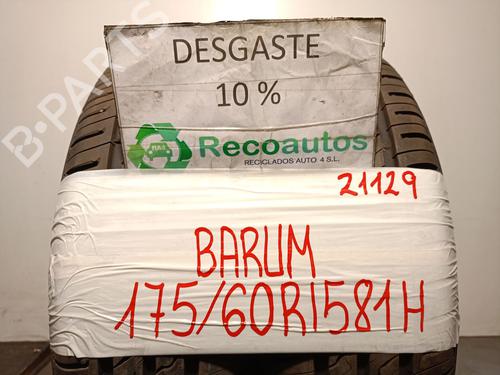 DESGASTE
10 %
Recoautos
RECICLADOS AUTO 4 S.L.
21129
BARUM
175/60R1581H
B-PARTS